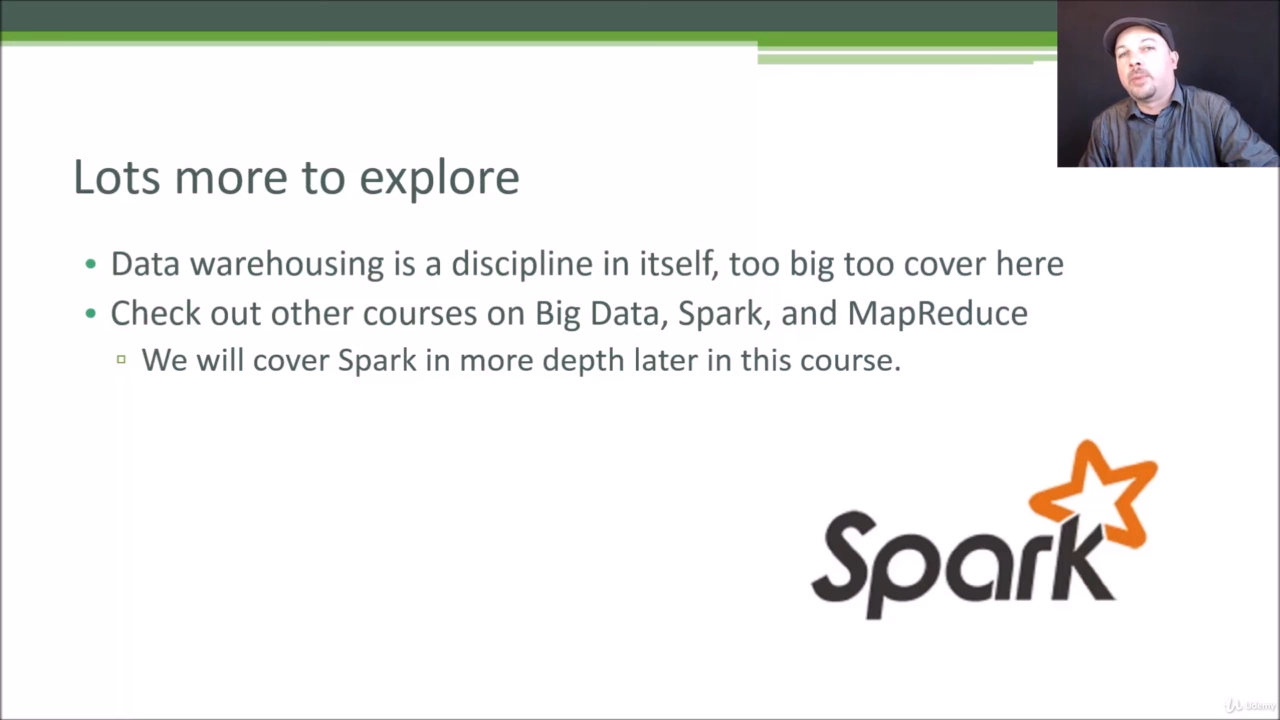 Lots more to explore
• Data warehousing is a discipline in itself, too big too cover here
• Check out other courses on Big Data, Spark, and MapReduce
▫ We will cover Spark in more depth later in this course.
Spark
Udemy